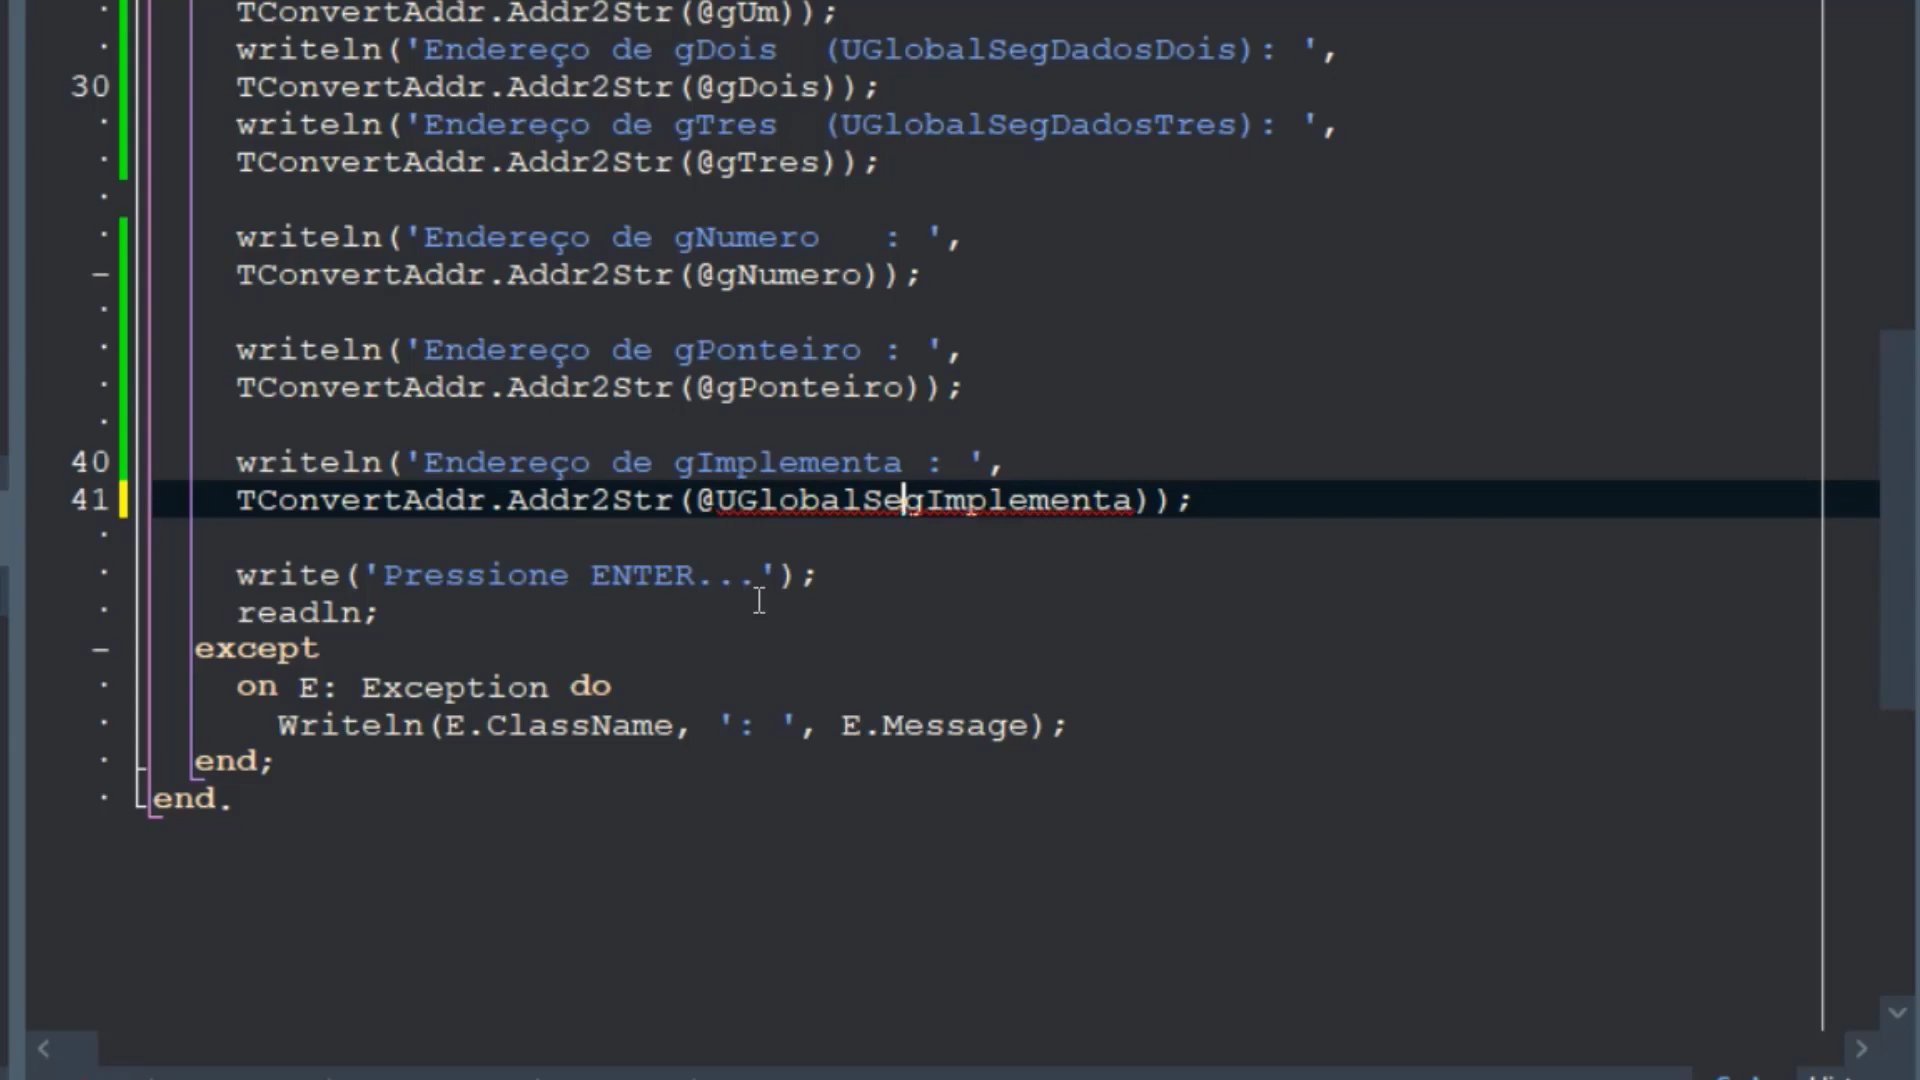 TConvertAddr.Addr2Str(@gUm));
writeln('Endereço de gDois  (UGlobalSegDadosDois): ',
30 TConvertAddr.Addr2Str(@gDois));
writeln('Endereço de gTres  (UGlobalSegDadosTres): ',
TConvertAddr.Addr2Str(@gTres));
writeln('Endereço de gNumero   : ',
TConvertAddr.Addr2Str(@gNumero));
writeln('Endereço de gPonteiro : ',
TConvertAddr.Addr2Str(@gPonteiro));
40 writeln('Endereço de gImplementa : ',
41 TConvertAddr.Addr2Str(@UGlobalSegImplementa));
write('Pressione ENTER...');
readln;
except
on E: Exception do
Writeln(E.ClassName, ': ', E.Message);
end;
end.